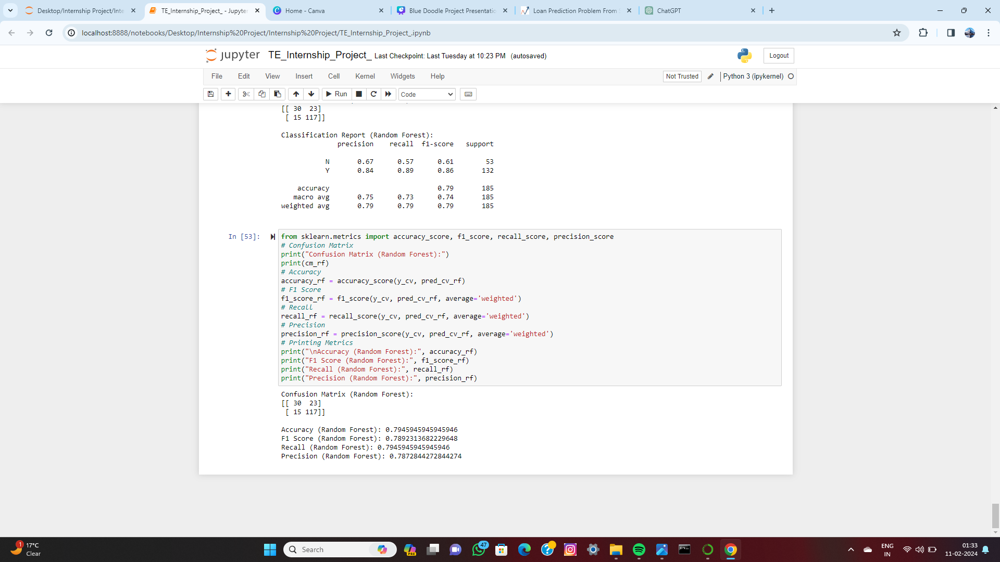 Desktop/Internship Project/Inte
TE_Internship_Project_ - Jupyter
Home - Canva
Blue Doodle Project Presentatio
Loan Prediction Problem From S
ChatGPT
localhost:8888/notebooks/Desktop/Internship%20Project/Internship%20Project/TE_Internship_Project_.ipynb
jupyter TE_Internship_Project_ Last Checkpoint: Last Tuesday at 10:23 PM (autosaved)
Logout
File Edit View Insert Cell Kernel Widgets Help
Not Trusted
Python 3 (ipykernel)
Run
Code
[[ 30  23]
 [ 15 117]]
Classification Report (Random Forest):
precision recall f1-score support
N 0.67 0.57 0.61 53
Y 0.84 0.89 0.86 132
accuracy 0.79 185
macro avg 0.75 0.73 0.74 185
weighted avg 0.79 0.79 0.79 185
In [53]:
from sklearn.metrics import accuracy_score, f1_score, recall_score, precision_score
# Confusion Matrix
print("Confusion Matrix (Random Forest):")
print(cm_rf)
# Accuracy
accuracy_rf = accuracy_score(y_cv, pred_cv_rf)
# F1 Score
f1_score_rf = f1_score(y_cv, pred_cv_rf, average='weighted')
# Recall
recall_rf = recall_score(y_cv, pred_cv_rf, average='weighted')
# Precision
precision_rf = precision_score(y_cv, pred_cv_rf, average='weighted')
# Printing Metrics
print("\nAccuracy (Random Forest):", accuracy_rf)
print("F1 Score (Random Forest):", f1_score_rf)
print("Recall (Random Forest):", recall_rf)
print("Precision (Random Forest):", precision_rf)
Confusion Matrix (Random Forest):
[[ 30  23]
 [ 15 117]]
Accuracy (Random Forest): 0.7945945945945946
F1 Score (Random Forest): 0.7892313682229648
Recall (Random Forest): 0.7945945945945946
Precision (Random Forest): 0.7872844272844274
1
17°C
Clear
Search
PRE
47
ENG
IN
01:33
11-02-2024